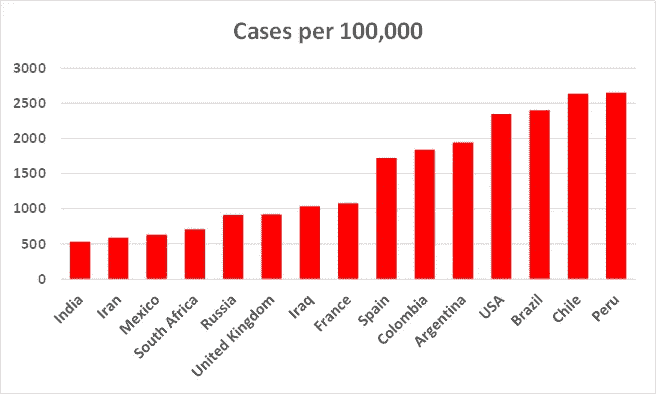 Cases per 100,000
3000
2500
2000
1500
1000
500
0
India
Iran
Mexico
South Africa
Russia
United Kingdom
Iraq
France
Spain
Colombia
Argentina
USA
Brazil
Chile
Peru